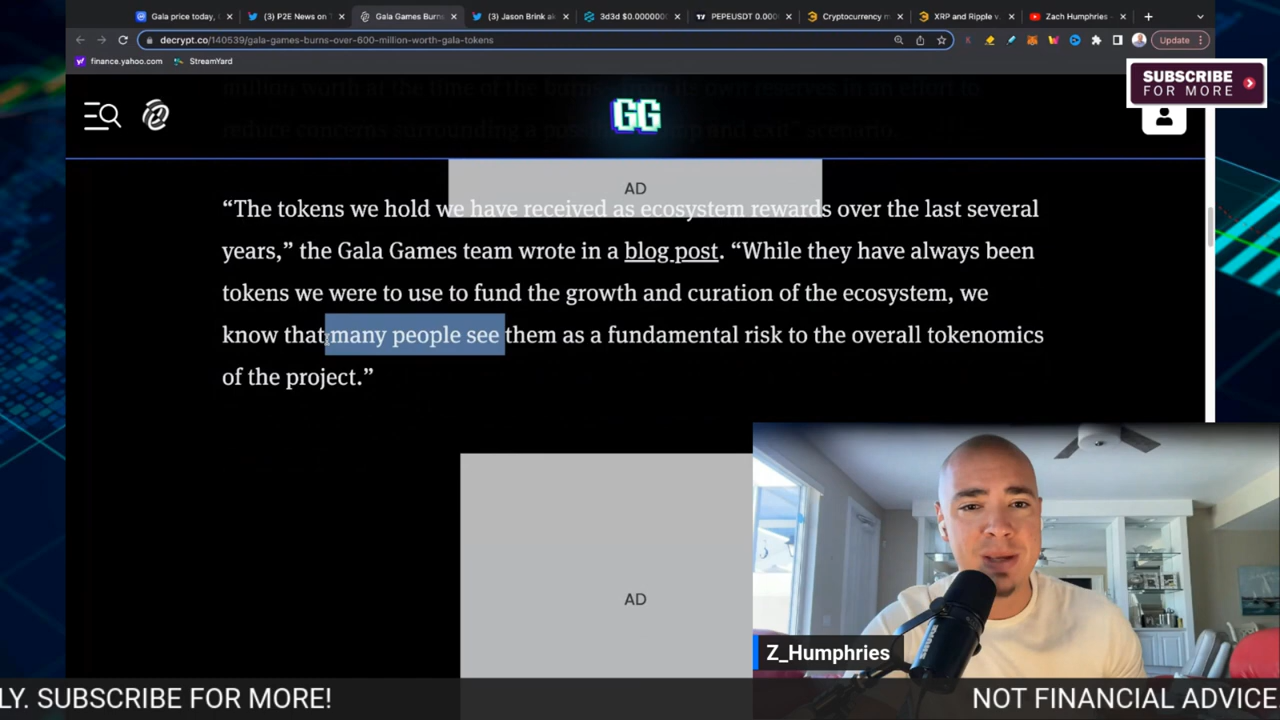 Gala price today,
(3) P2E News on T
Gala Games Burns
(3) Jason Brink ak
3d3d $0.0000000
PEPEUSDT 0.000
Cryptocurrency m
XRP and Ripple v.
Zach Humphries -
decrypt.co/140539/gala-games-burns-over-600-million-worth-gala-tokens
Update
finance.yahoo.com
StreamYard
SUBSCRIBE
FOR MORE
GG
AD
“The tokens we hold we have received as ecosystem rewards over the last several
years,” the Gala Games team wrote in a blog post. “While they have always been
tokens we were to use to fund the growth and curation of the ecosystem, we
know that many people see them as a fundamental risk to the overall tokenomics
of the project.”
AD
Z_Humphries
LY. SUBSCRIBE FOR MORE!
NOT FINANCIAL ADVICE